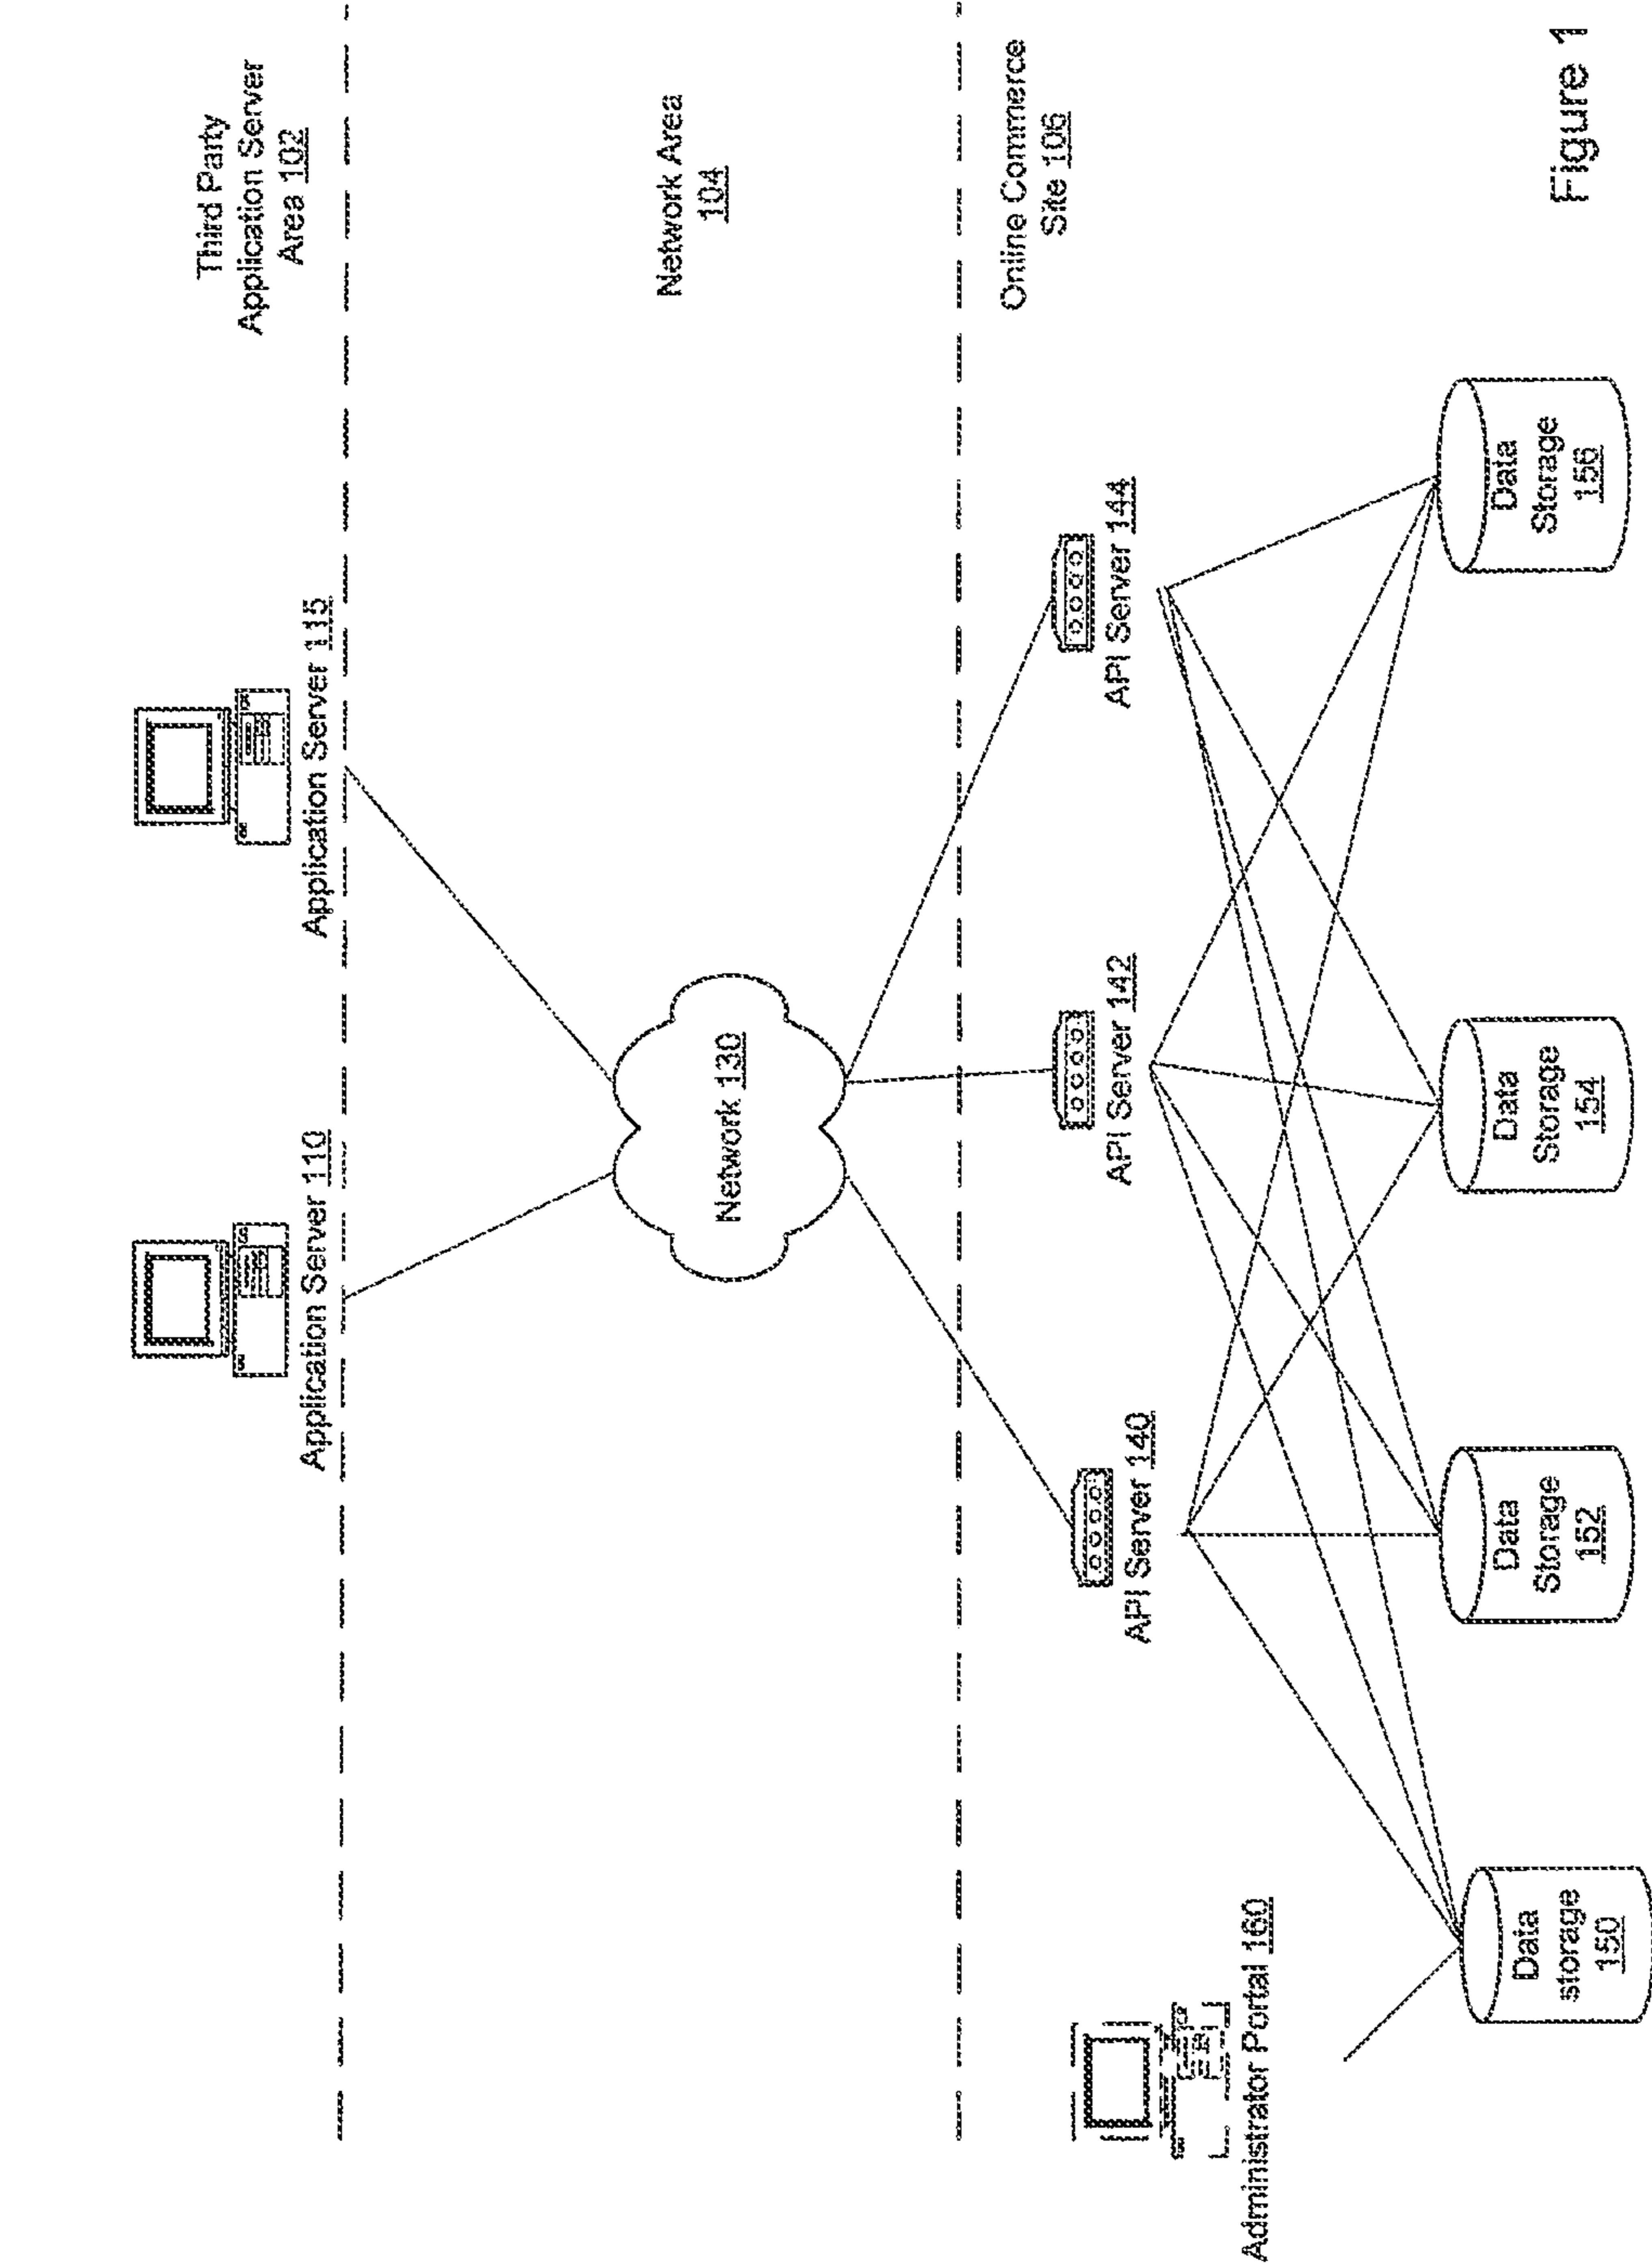 Third Party
Application Server
Area 102
Application Server 110
Application Server 115
Network Area
104
Network 130
Online Commerce
Site 106
API Server 140
API Server 142
API Server 144
Administrator Portal 160
Data
storage
150
Data
Storage
152
Data
Storage
154
Data
Storage
156
Figure 1